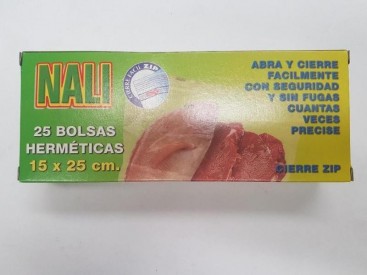 NALI
25 BOLSAS
HERMÉTICAS
15 x 25 cm.
ABRA Y CIERRE
FACILMENTE
CON SEGURIDAD
Y SIN FUGAS
CUANTAS
VECES
PRECISE
CIERRE ZIP